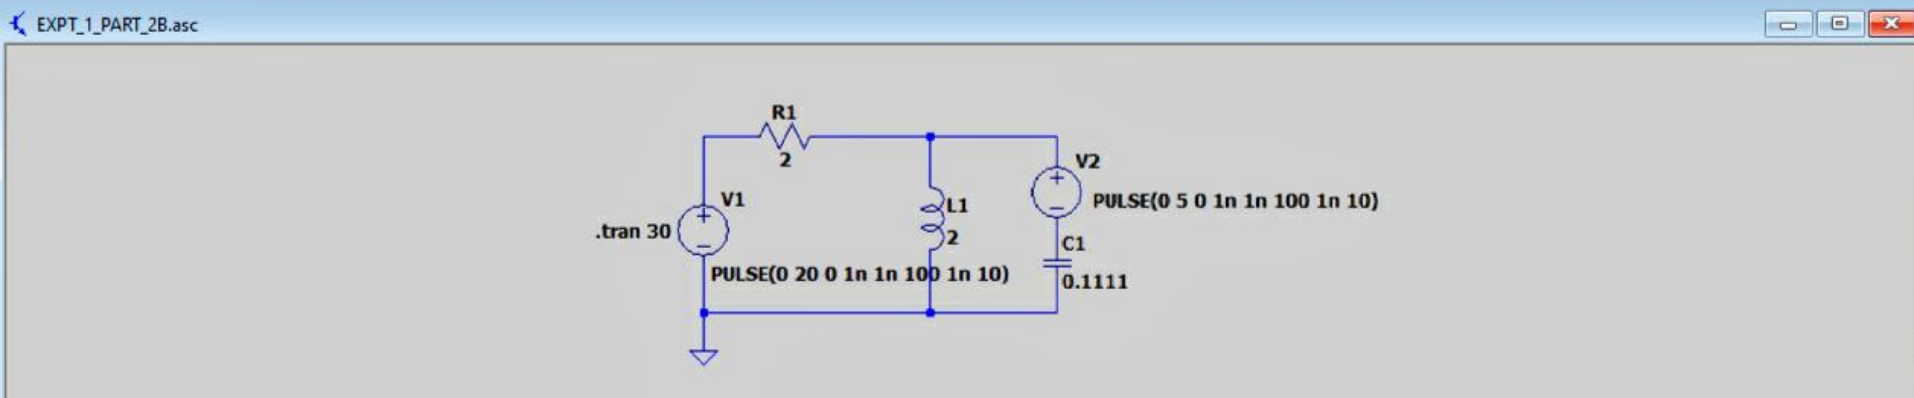 EXPT_1_PART_2B.asc
R1
2
V2
PULSE(0 5 0 1n 1n 100 1n 10)
V1
L1
.tran 30
2
C1
PULSE(0 20 0 1n 1n 100 1n 10)
0.1111